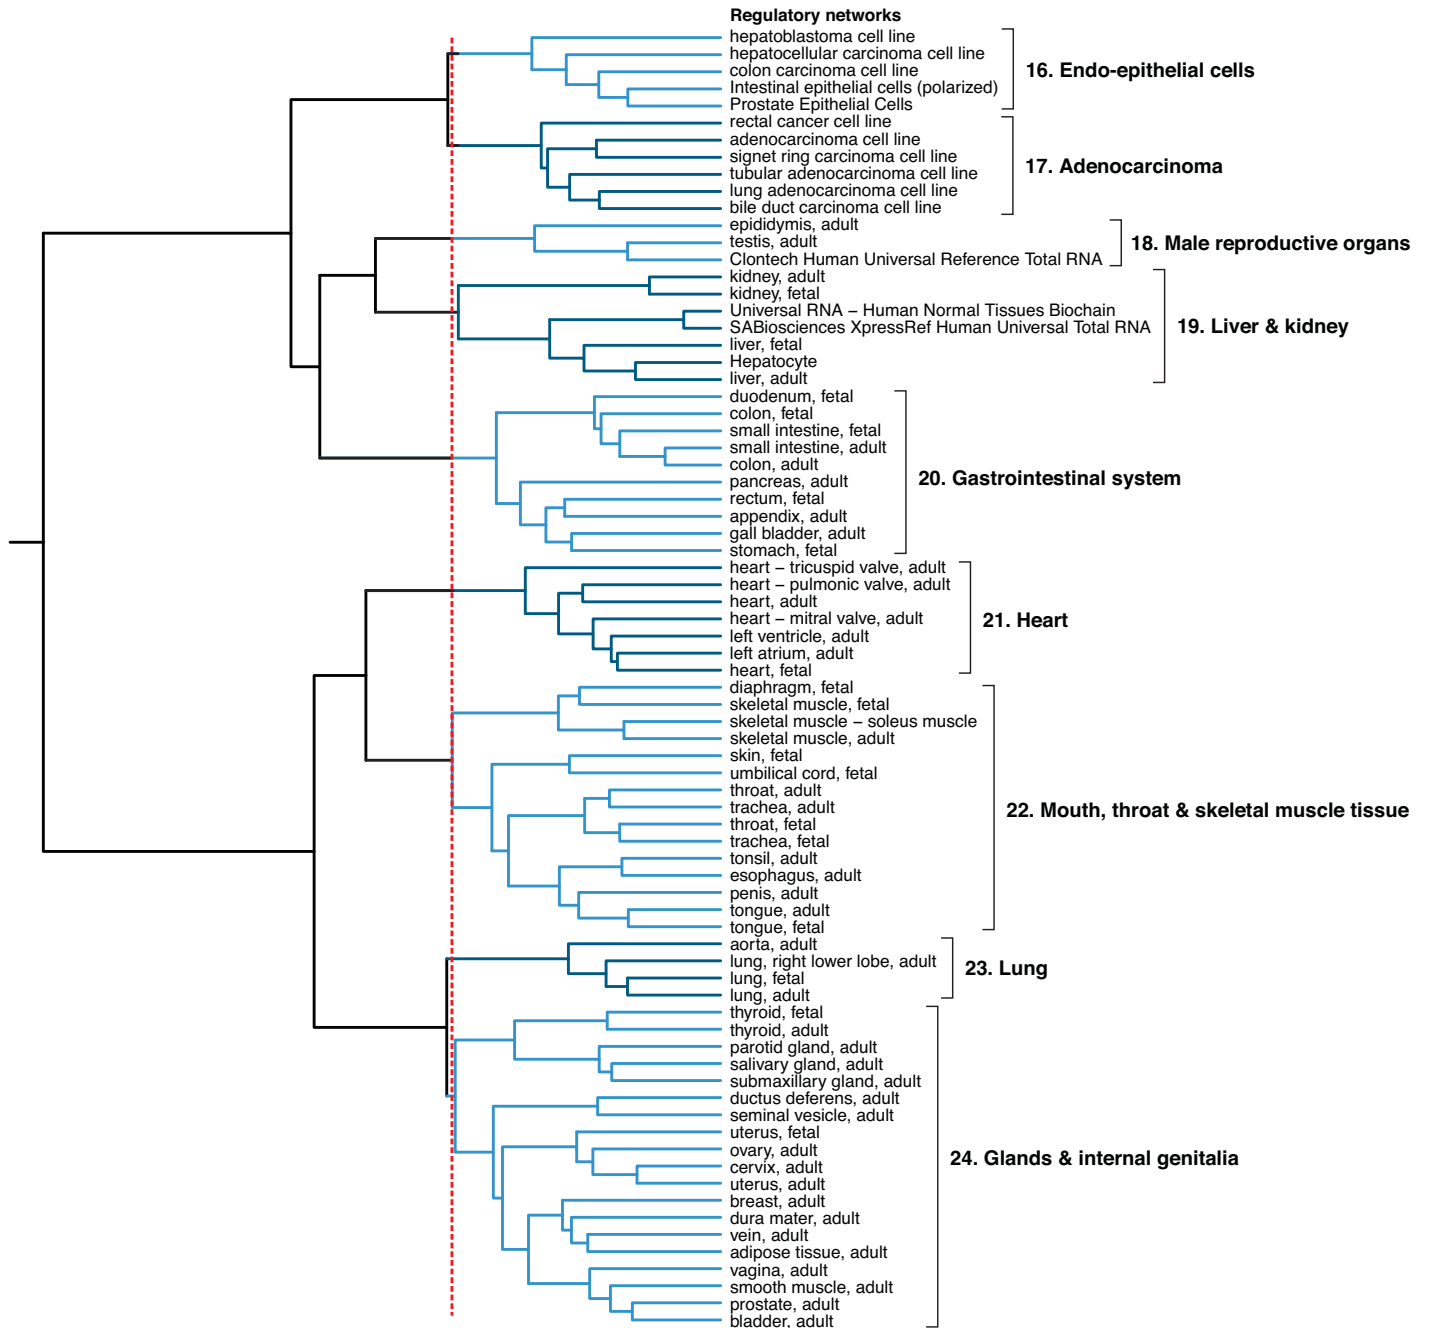 Regulatory networks
hepatoblastoma cell line
hepatocellular carcinoma cell line
colon carcinoma cell line
Intestinal epithelial cells (polarized)
Prostate Epithelial Cells
16. Endo-epithelial cells
rectal cancer cell line
adenocarcinoma cell line
signet ring carcinoma cell line
tubular adenocarcinoma cell line
lung adenocarcinoma cell line
bile duct carcinoma cell line
17. Adenocarcinoma
epididymis, adult
testis, adult
Clontech Human Universal Reference Total RNA
18. Male reproductive organs
kidney, adult
kidney, fetal
Universal RNA − Human Normal Tissues Biochain
SABiosciences XpressRef Human Universal Total RNA
liver, fetal
Hepatocyte
liver, adult
19. Liver & kidney
duodenum, fetal
colon, fetal
small intestine, fetal
small intestine, adult
colon, adult
pancreas, adult
rectum, fetal
appendix, adult
gall bladder, adult
stomach, fetal
20. Gastrointestinal system
heart − tricuspid valve, adult
heart − pulmonic valve, adult
heart, adult
heart − mitral valve, adult
left ventricle, adult
left atrium, adult
heart, fetal
21. Heart
diaphragm, fetal
skeletal muscle, fetal
skeletal muscle − soleus muscle
skeletal muscle, adult
skin, fetal
umbilical cord, fetal
throat, adult
trachea, adult
throat, fetal
trachea, fetal
tonsil, adult
esophagus, adult
penis, adult
tongue, adult
tongue, fetal
22. Mouth, throat & skeletal muscle tissue
aorta, adult
lung, right lower lobe, adult
lung, fetal
lung, adult
23. Lung
thyroid, fetal
thyroid, adult
parotid gland, adult
salivary gland, adult
submaxillary gland, adult
ductus deferens, adult
seminal vesicle, adult
uterus, fetal
ovary, adult
cervix, adult
uterus, adult
breast, adult
dura mater, adult
vein, adult
adipose tissue, adult
vagina, adult
smooth muscle, adult
prostate, adult
bladder, adult
24. Glands & internal genitalia